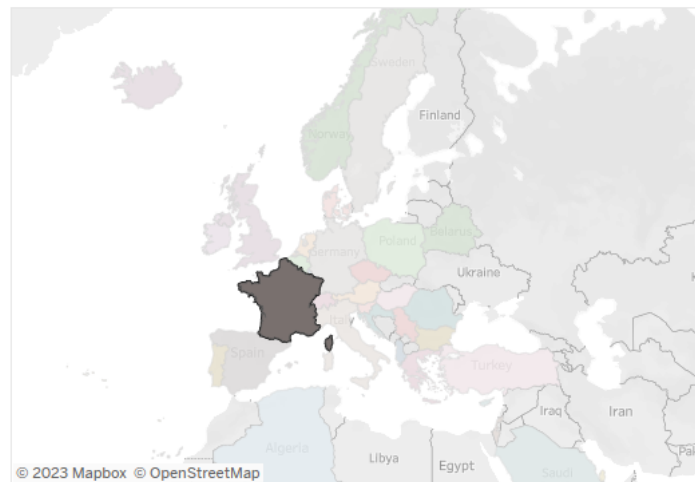 Sweden
Finland
Norway
Belarus
Poland
Germany
Ukraine
Italy
Spain
Turkey
Iraq
Iran
Algeria
Libya
Egypt
Saudi
© 2023 Mapbox © OpenStreetMap